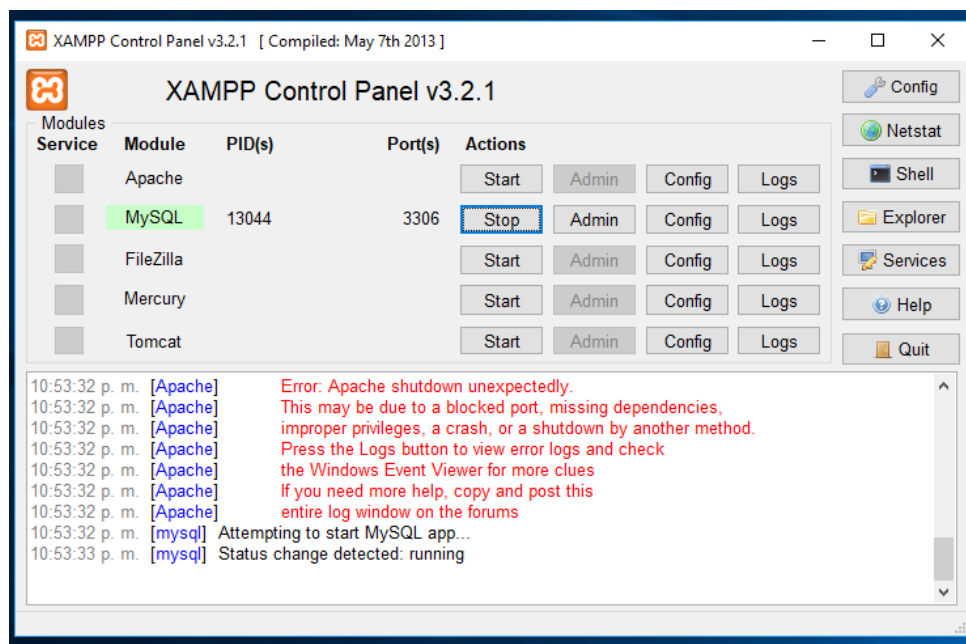 XAMPP Control Panel v3.2.1 [ Compiled: May 7th 2013 ]
XAMPP Control Panel v3.2.1
Config
Modules
Netstat
Service Module PID(s) Port(s) Actions
Apache Start Admin Config Logs
Shell
MySQL 13044 3306 Stop Admin Config Logs
Explorer
FileZilla Start Admin Config Logs
Services
Mercury Start Admin Config Logs
Help
Tomcat Start Admin Config Logs
Quit
10:53:32 p. m. [Apache] Error: Apache shutdown unexpectedly.
10:53:32 p. m. [Apache] This may be due to a blocked port, missing dependencies,
10:53:32 p. m. [Apache] improper privileges, a crash, or a shutdown by another method.
10:53:32 p. m. [Apache] Press the Logs button to view error logs and check
10:53:32 p. m. [Apache] the Windows Event Viewer for more clues
10:53:32 p. m. [Apache] If you need more help, copy and post this
10:53:32 p. m. [Apache] entire log window on the forums
10:53:32 p. m. [mysql] Attempting to start MySQL app...
10:53:33 p. m. [mysql] Status change detected: running